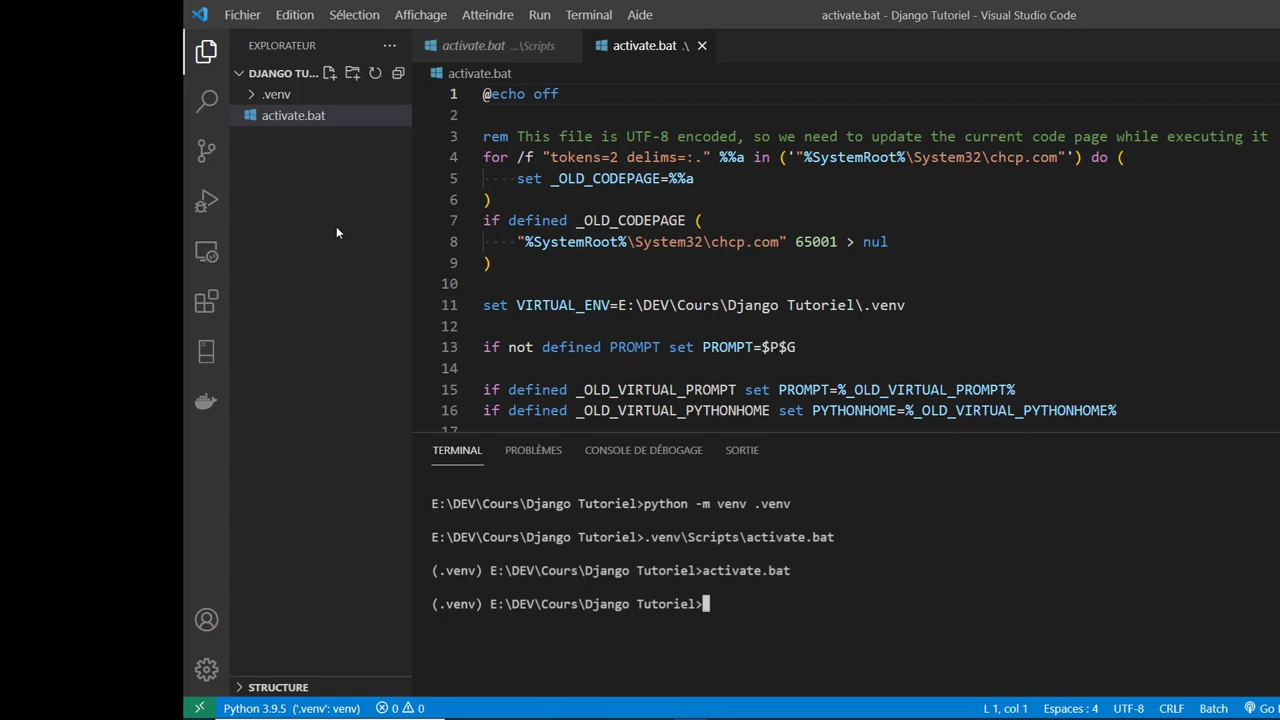 Fichier Edition Sélection Affichage Atteindre Run Terminal Aide activate.bat - Django Tutoriel - Visual Studio Code
EXPLORATEUR ···
DJANGO TU...
.venv
activate.bat
STRUCTURE
activate.bat ...\Scripts activate.bat .\
activate.bat
1 @echo off
2
3 rem This file is UTF-8 encoded, so we need to update the current code page while executing it
4 for /f "tokens=2 delims=:." %%a in ('"%SystemRoot%\System32\chcp.com"') do (
5 ····set _OLD_CODEPAGE=%%a
6 )
7 if defined _OLD_CODEPAGE (
8 ····"%SystemRoot%\System32\chcp.com" 65001 > nul
9 )
10
11 set VIRTUAL_ENV=E:\DEV\Cours\Django Tutoriel\.venv
12
13 if not defined PROMPT set PROMPT=$P$G
14
15 if defined _OLD_VIRTUAL_PROMPT set PROMPT=%_OLD_VIRTUAL_PROMPT%
16 if defined _OLD_VIRTUAL_PYTHONHOME set PYTHONHOME=%_OLD_VIRTUAL_PYTHONHOME%
17
TERMINAL PROBLÈMES CONSOLE DE DÉBOGAGE SORTIE
E:\DEV\Cours\Django Tutoriel>python -m venv .venv
E:\DEV\Cours\Django Tutoriel>.venv\Scripts\activate.bat
(.venv) E:\DEV\Cours\Django Tutoriel>activate.bat
(.venv) E:\DEV\Cours\Django Tutoriel>
Python 3.9.5 ('.venv': venv) 0 0 L 1, col 1 Espaces : 4 UTF-8 CRLF Batch Go